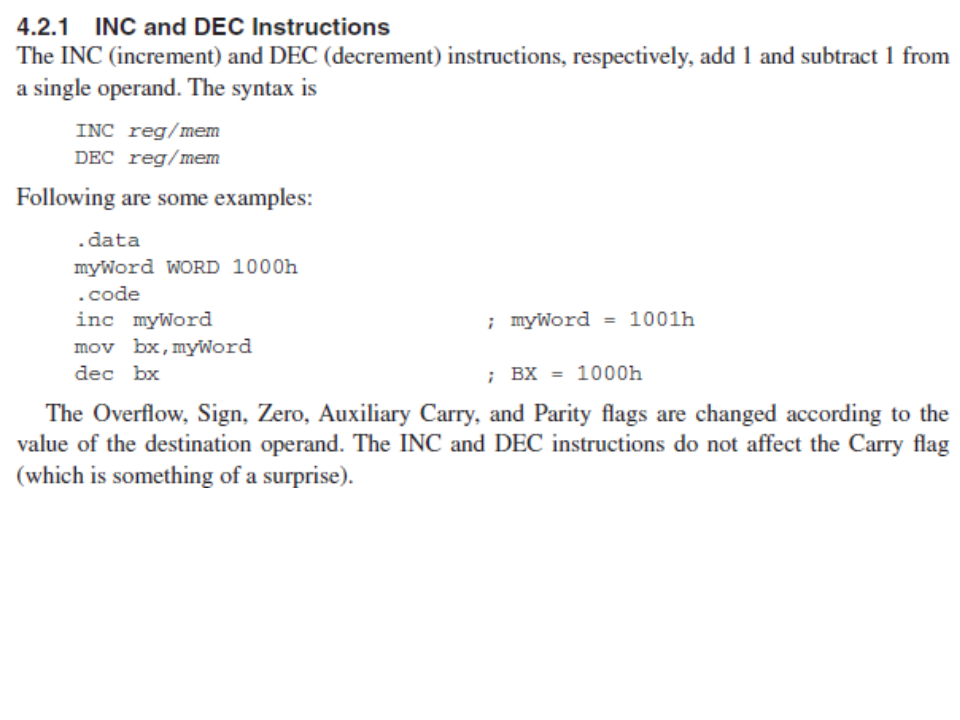 4.2.1 INC and DEC Instructions
The INC (increment) and DEC (decrement) instructions, respectively, add 1 and subtract 1 from
a single operand. The syntax is
INC reg/mem
DEC reg/mem
Following are some examples:
.data
myWord WORD 1000h
.code
inc myWord ; myWord = 1001h
mov bx,myWord
dec bx ; BX = 1000h
The Overflow, Sign, Zero, Auxiliary Carry, and Parity flags are changed according to the
value of the destination operand. The INC and DEC instructions do not affect the Carry flag
(which is something of a surprise).